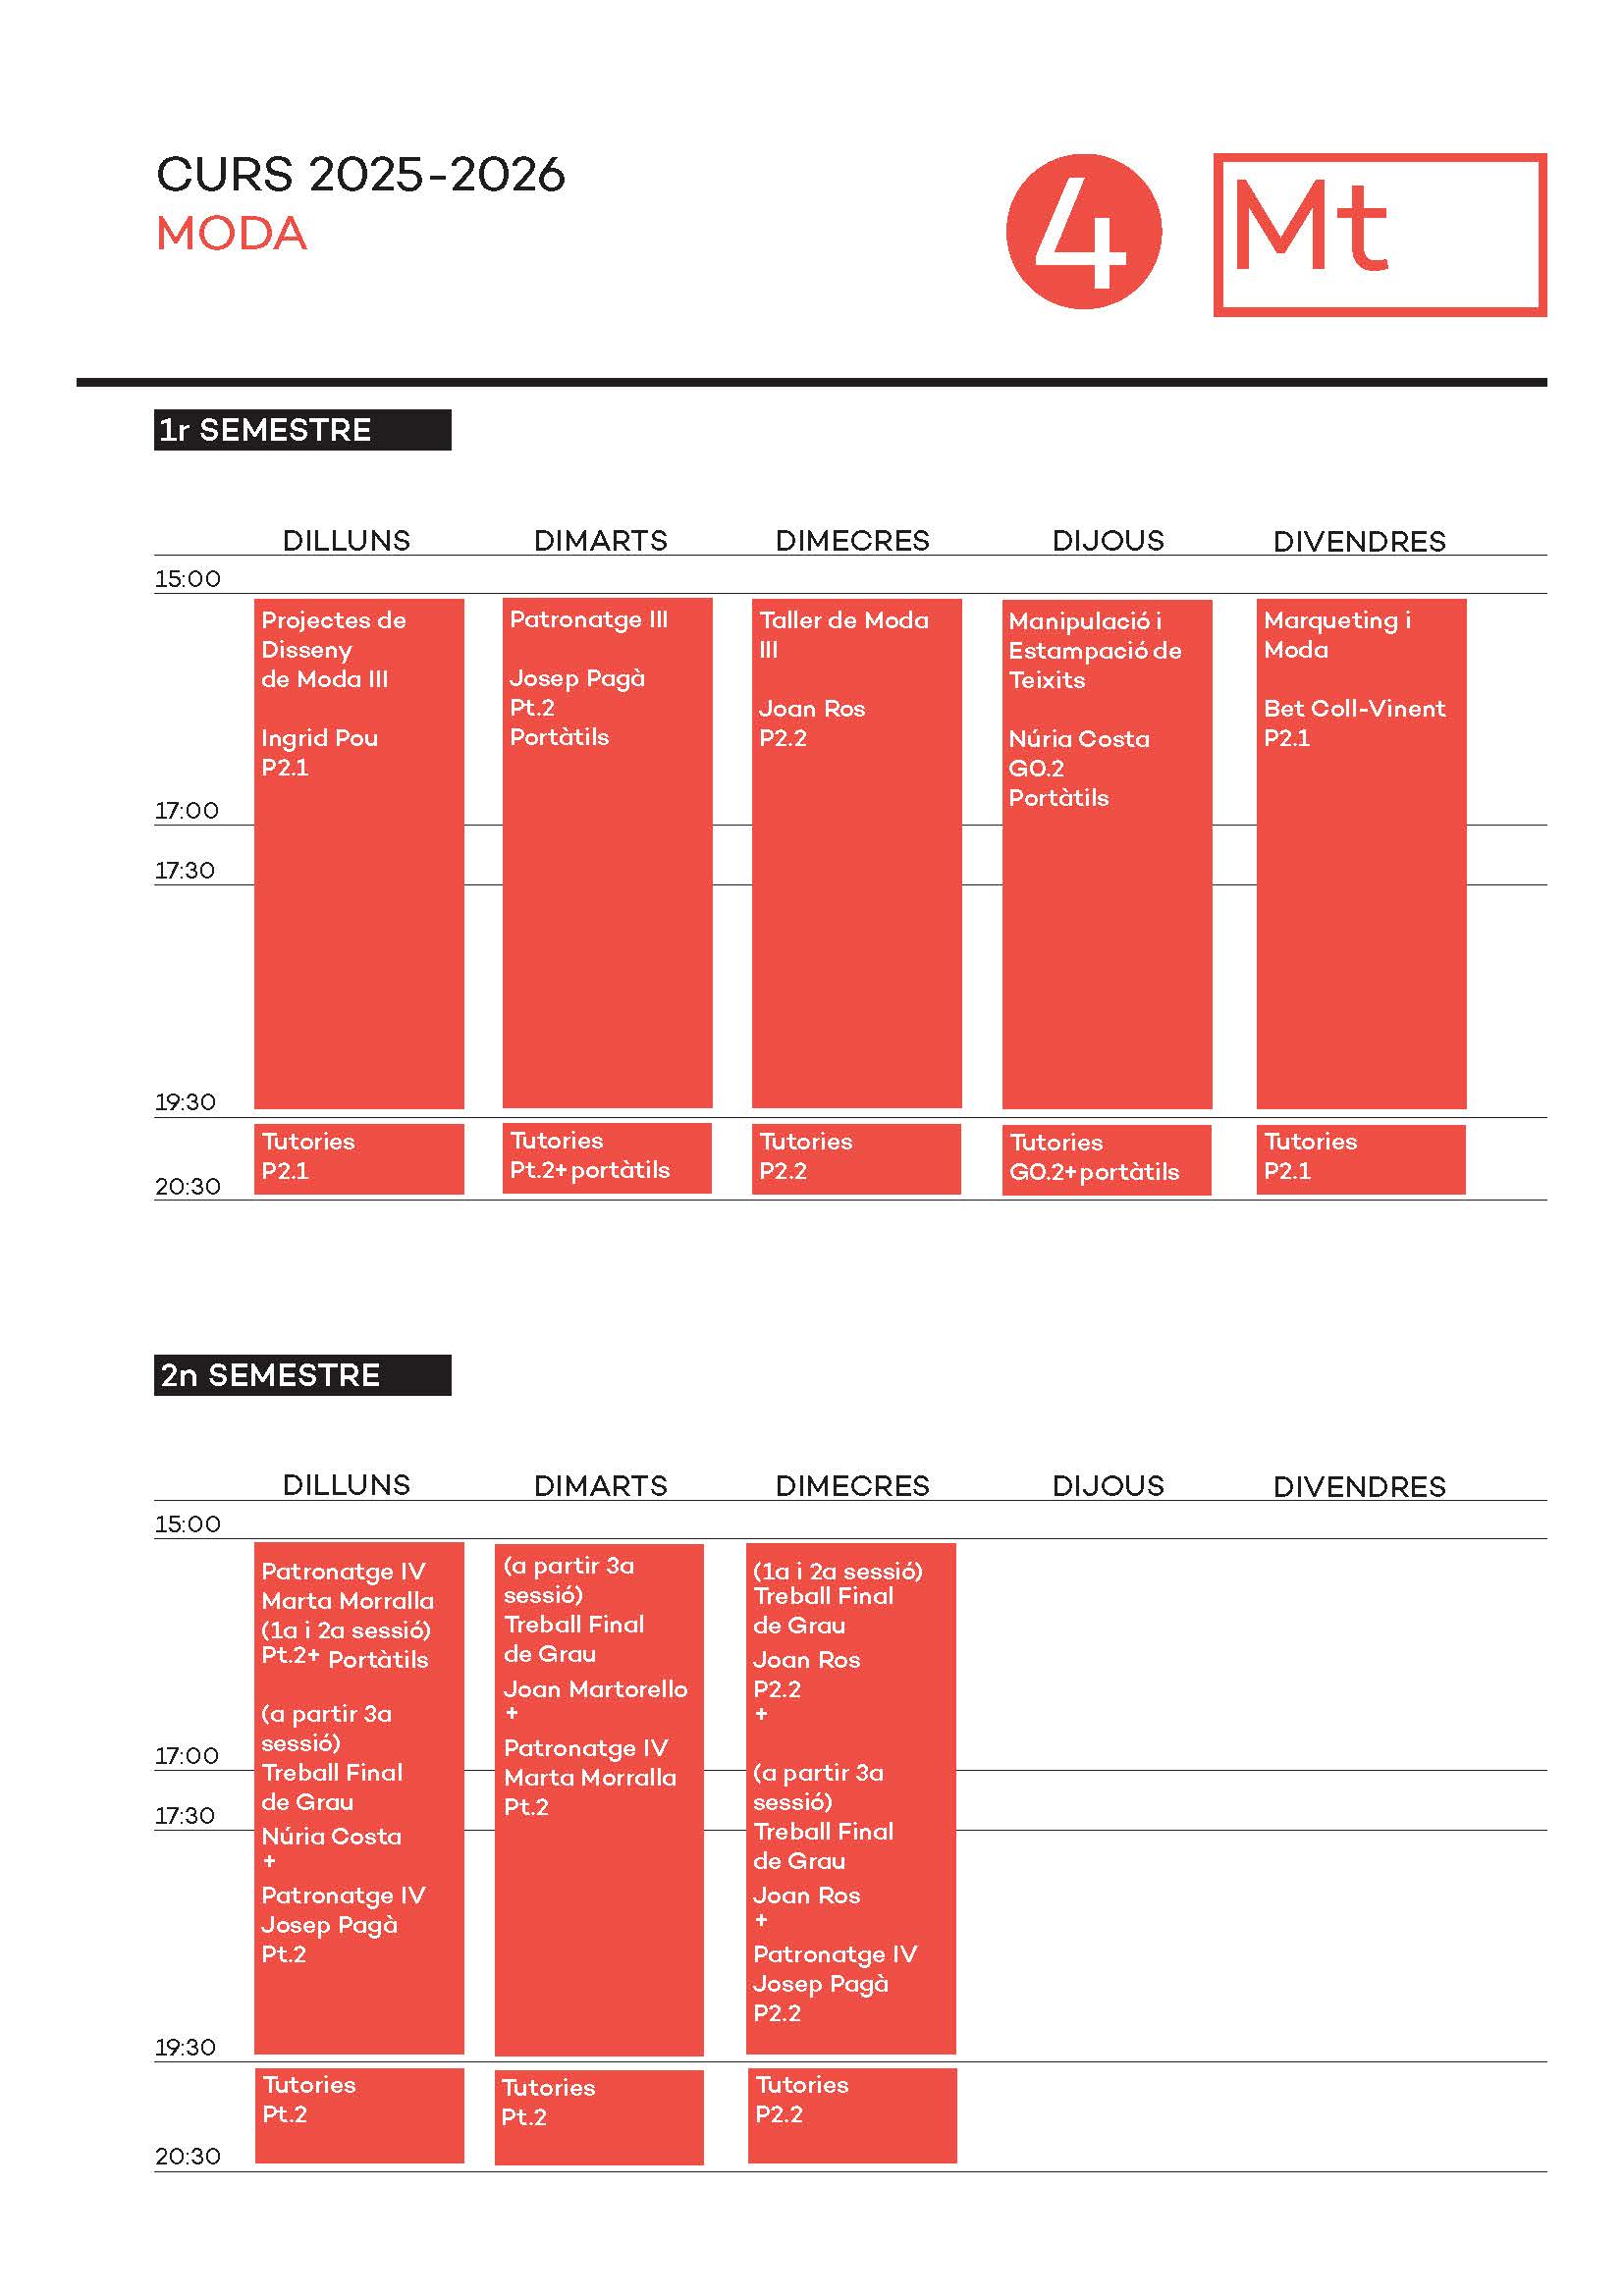 CURS 2025-2026
MODA
4
Mt
1r SEMESTRE
DILLUNS
DIMARTS
DIMECRES
DIJOUS
DIVENDRES
15:00
Projectes de
Disseny
de Moda III
Ingrid Pou
P2.1
Patronatge III
Josep Pagà
Pt.2
Portàtils
Taller de Moda
III
Joan Ros
P2.2
Manipulació i
Estampació de
Teixits
Núria Costa
G0.2
Portàtils
Marqueting i
Moda
Bet Coll-Vinent
P2.1
17:00
17:30
19:30
Tutories
P2.1
Tutories
Pt.2+portàtils
Tutories
P2.2
Tutories
G0.2+portàtils
Tutories
P2.1
20:30
2n SEMESTRE
DILLUNS
DIMARTS
DIMECRES
DIJOUS
DIVENDRES
15:00
Patronatge IV
Marta Morralla
(1a i 2a sessió)
Pt.2+ Portàtils
(a partir 3a
sessió)
Treball Final
de Grau
Núria Costa
+
Patronatge IV
Josep Pagà
Pt.2
(a partir 3a
sessió)
Treball Final
de Grau
Joan Martorello
+
Patronatge IV
Marta Morralla
Pt.2
(1a i 2a sessió)
Treball Final
de Grau
Joan Ros
P2.2
+
(a partir 3a
sessió)
Treball Final
de Grau
Joan Ros
+
Patronatge IV
Josep Pagà
P2.2
17:00
17:30
19:30
Tutories
Pt.2
Tutories
Pt.2
Tutories
P2.2
20:30